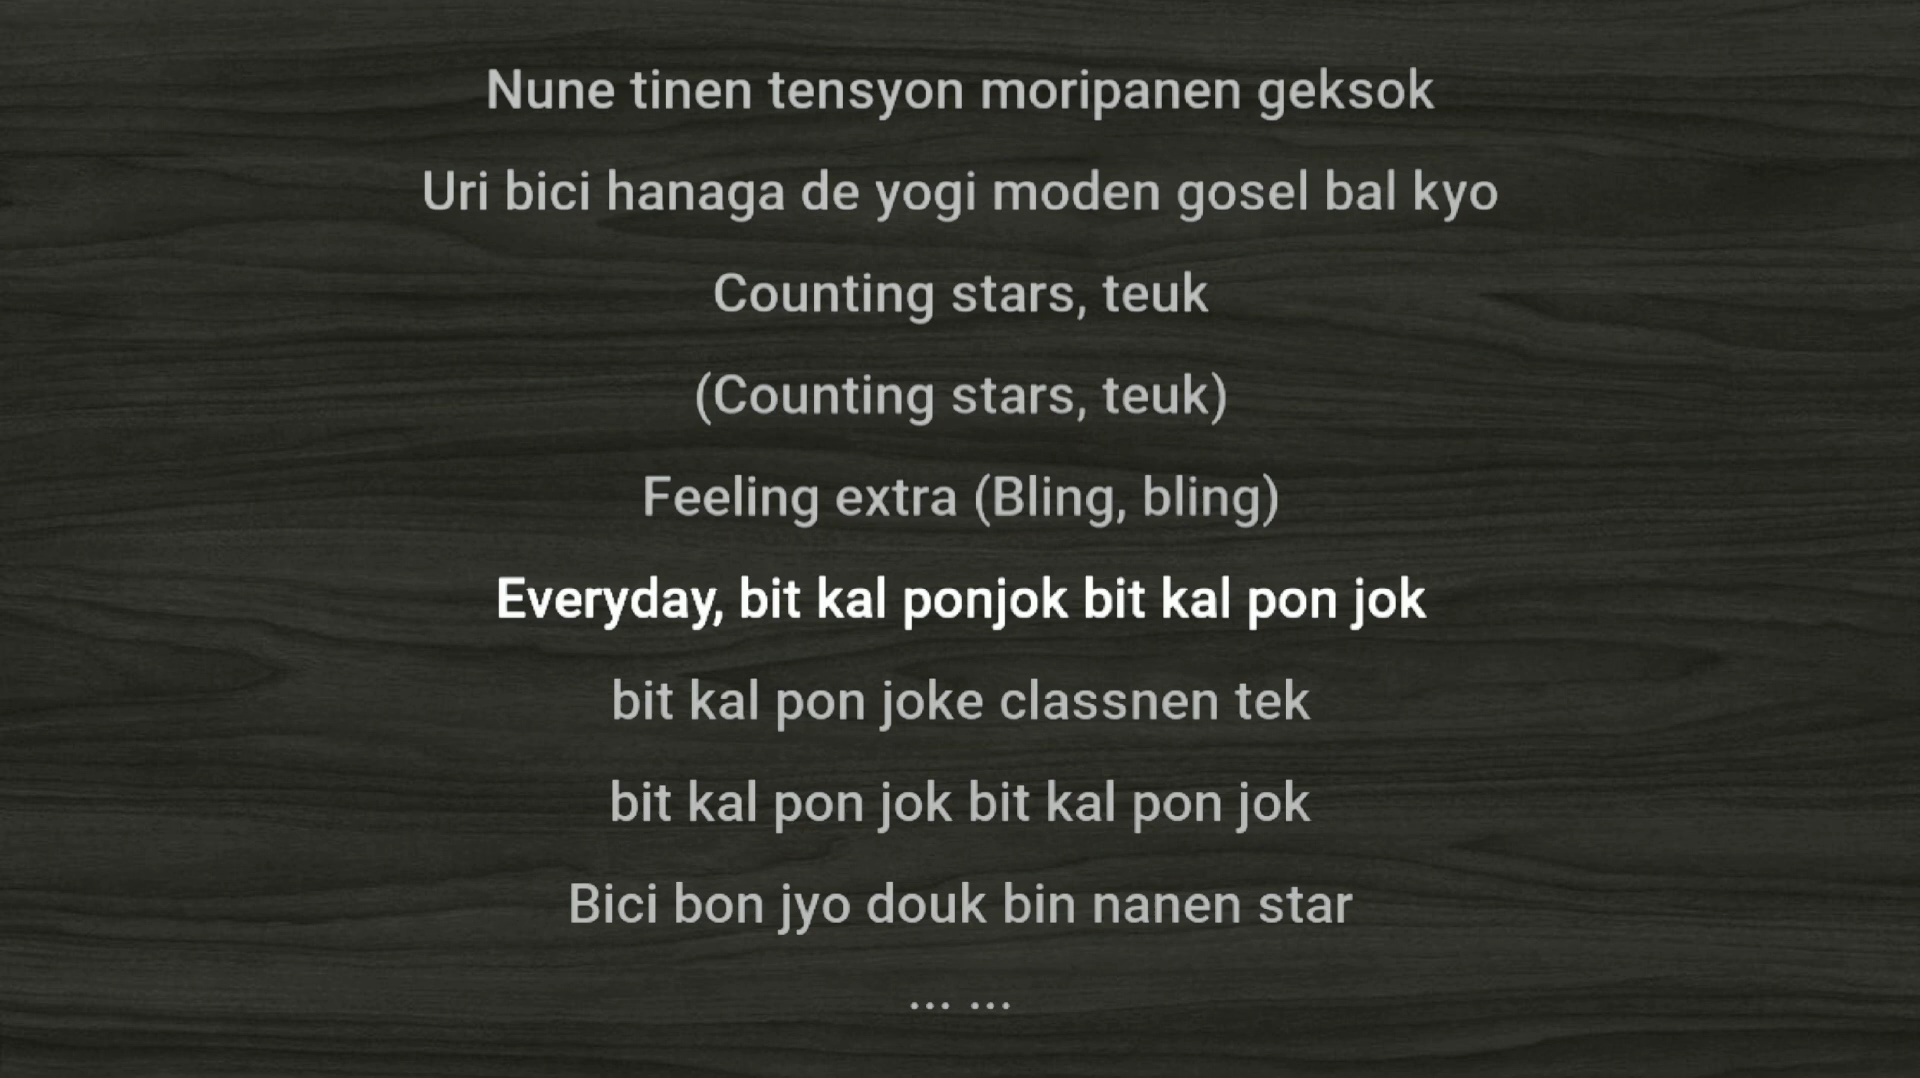 Nune tinen tensyon moripanen geksok
Uri bici hanaga de yogi moden gosel bal kyo
Counting stars, teuk
(Counting stars, teuk)
Feeling extra (Bling, bling)
Everyday, bit kal ponjok bit kal pon jok
bit kal pon joke classnen tek
bit kal pon jok bit kal pon jok
Bici bon jyo douk bin nanen star
... ...